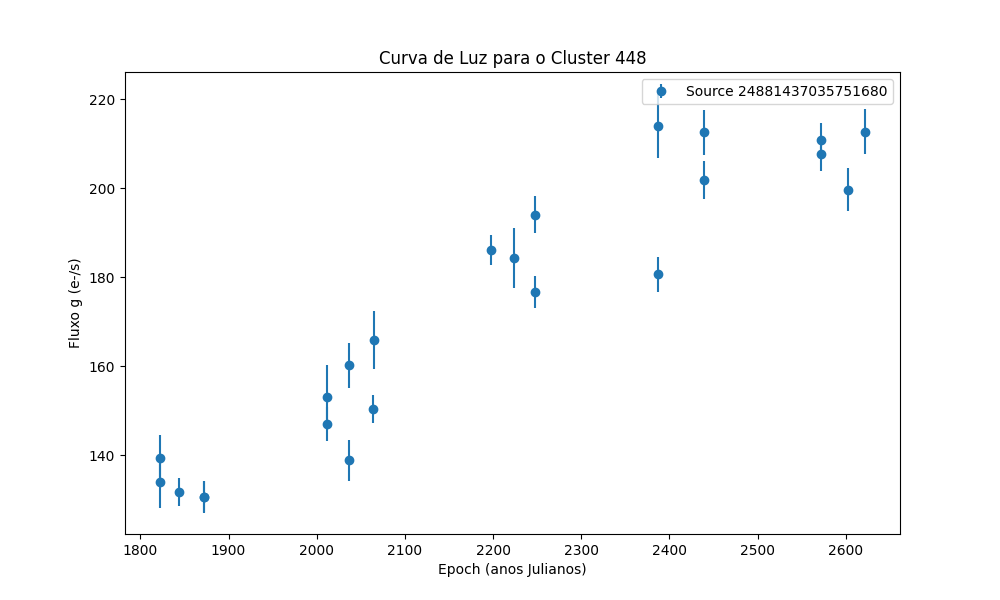 Curva de Luz para o Cluster 448
Source 24881437035751680
Fluxo g (e-/s)
220
200
180
160
140
1800 1900 2000 2100 2200 2300 2400 2500 2600
Epoch (anos Julianos)